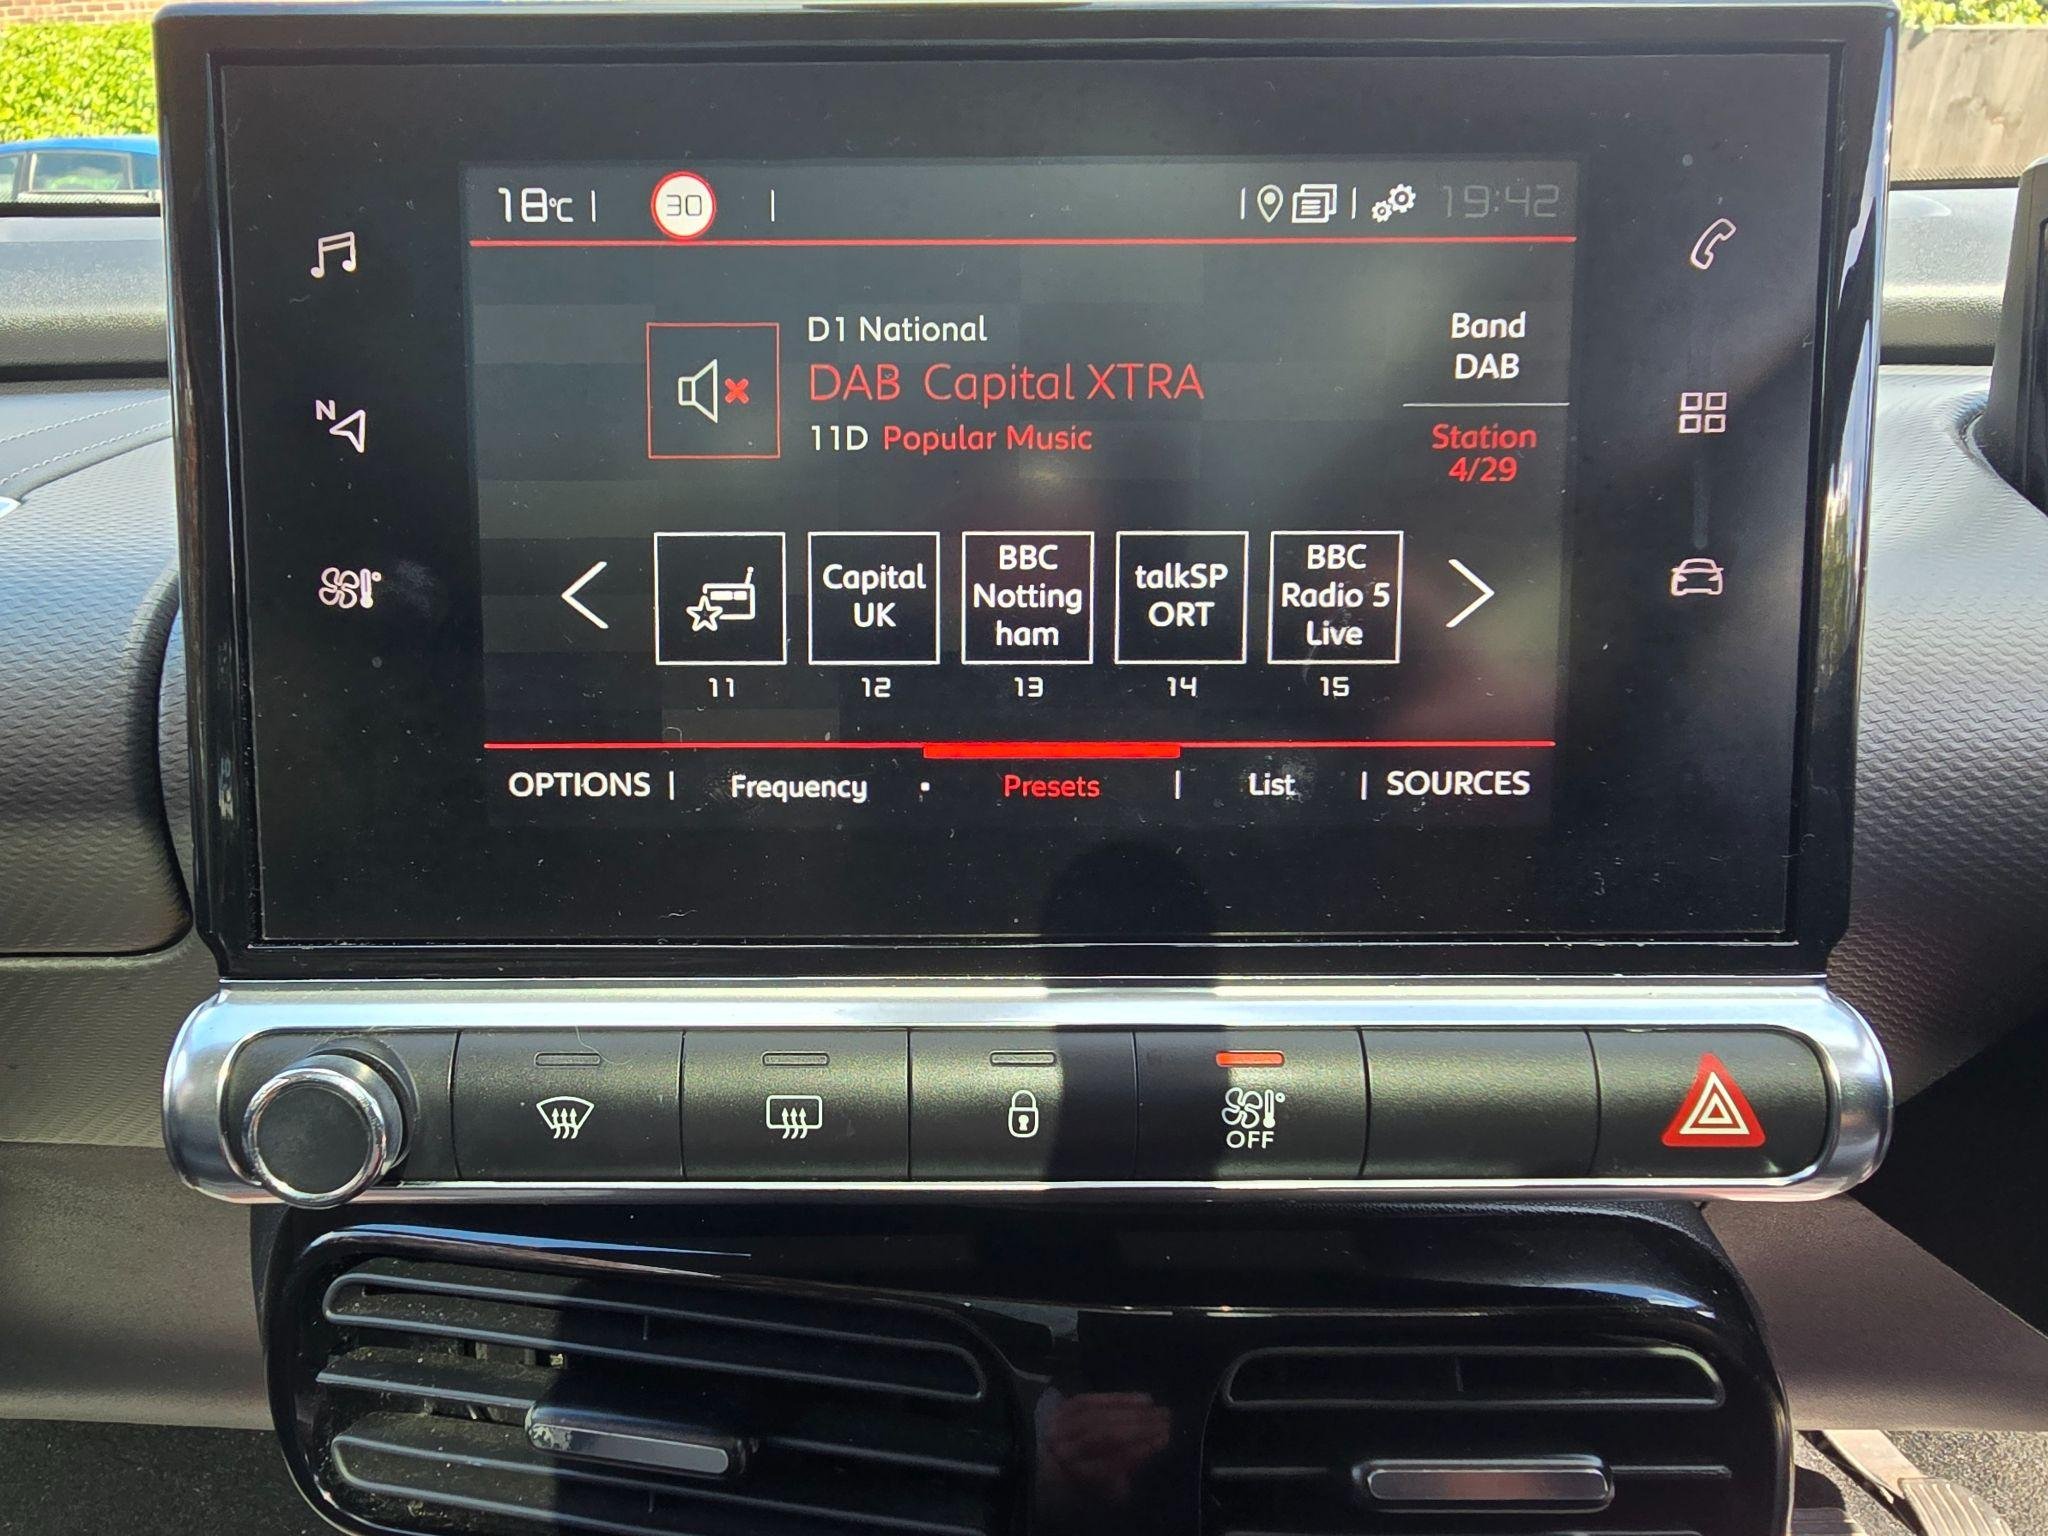 18°C
30
19:42
N
D1 National
DAB Capital XTRA
11D Popular Music
Band
DAB
Station
4/29
Capital
UK
BBC
Notting
ham
talkSP
ORT
BBC
Radio 5
Live
11
12
13
14
15
OPTIONS
Frequency
Presets
List
SOURCES
OFF